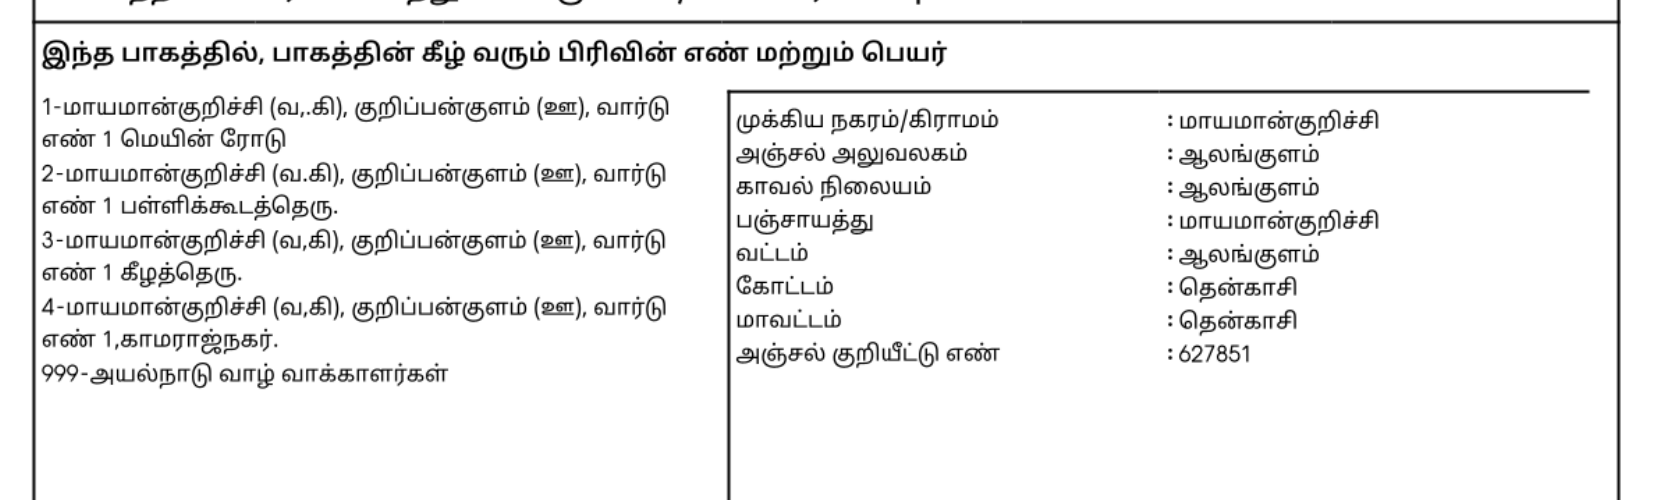 இந்த பாகத்தில், பாகத்தின் கீழ் வரும் பிரிவின் எண் மற்றும் பெயர்
1-மாயமான்குறிச்சி (வ,.கி), குறிப்பன்குளம் (ஊ), வார்டு
எண் 1 மெயின் ரோடு
2-மாயமான்குறிச்சி (வ.கி), குறிப்பன்குளம் (ஊ), வார்டு
எண் 1 பள்ளிக்கூடத்தெரு.
3-மாயமான்குறிச்சி (வ,கி), குறிப்பன்குளம் (ஊ), வார்டு
எண் 1 கீழத்தெரு.
4-மாயமான்குறிச்சி (வ,கி), குறிப்பன்குளம் (ஊ), வார்டு
எண் 1,காமராஜ்நகர்.
999-அயல்நாடு வாழ் வாக்காளர்கள்
முக்கிய நகரம்/கிராமம் : மாயமான்குறிச்சி
அஞ்சல் அலுவலகம் : ஆலங்குளம்
காவல் நிலையம் : ஆலங்குளம்
பஞ்சாயத்து : மாயமான்குறிச்சி
வட்டம் : ஆலங்குளம்
கோட்டம் : தென்காசி
மாவட்டம் : தென்காசி
அஞ்சல் குறியீட்டு எண் : 627851